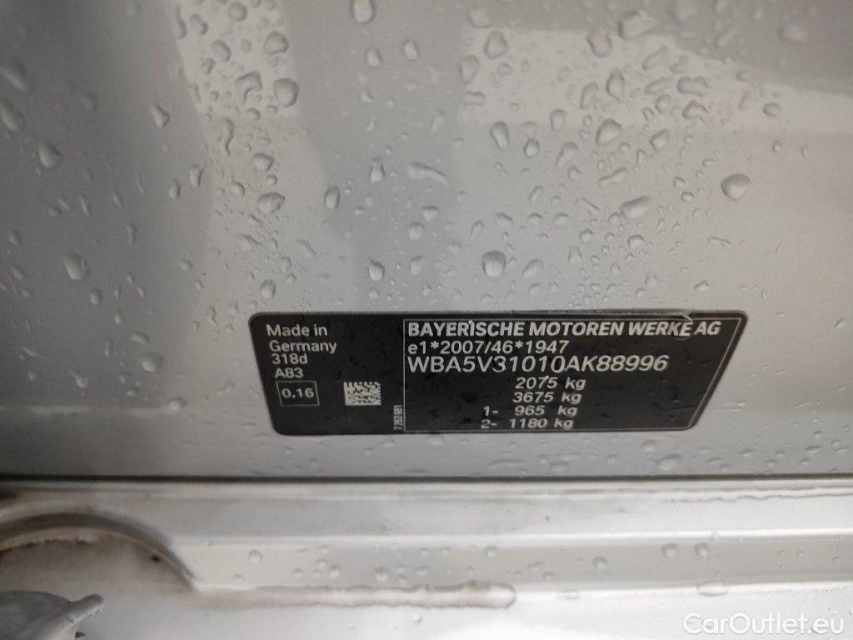 Made in
Germany
318d
A83
0.16
BAYERISCHE MOTOREN WERKE AG
e1*2007/46*1947
WBA5V31010AK88996
2075 kg
3675 kg
1- 965 kg
2- 1180 kg
CarOutlet.eu